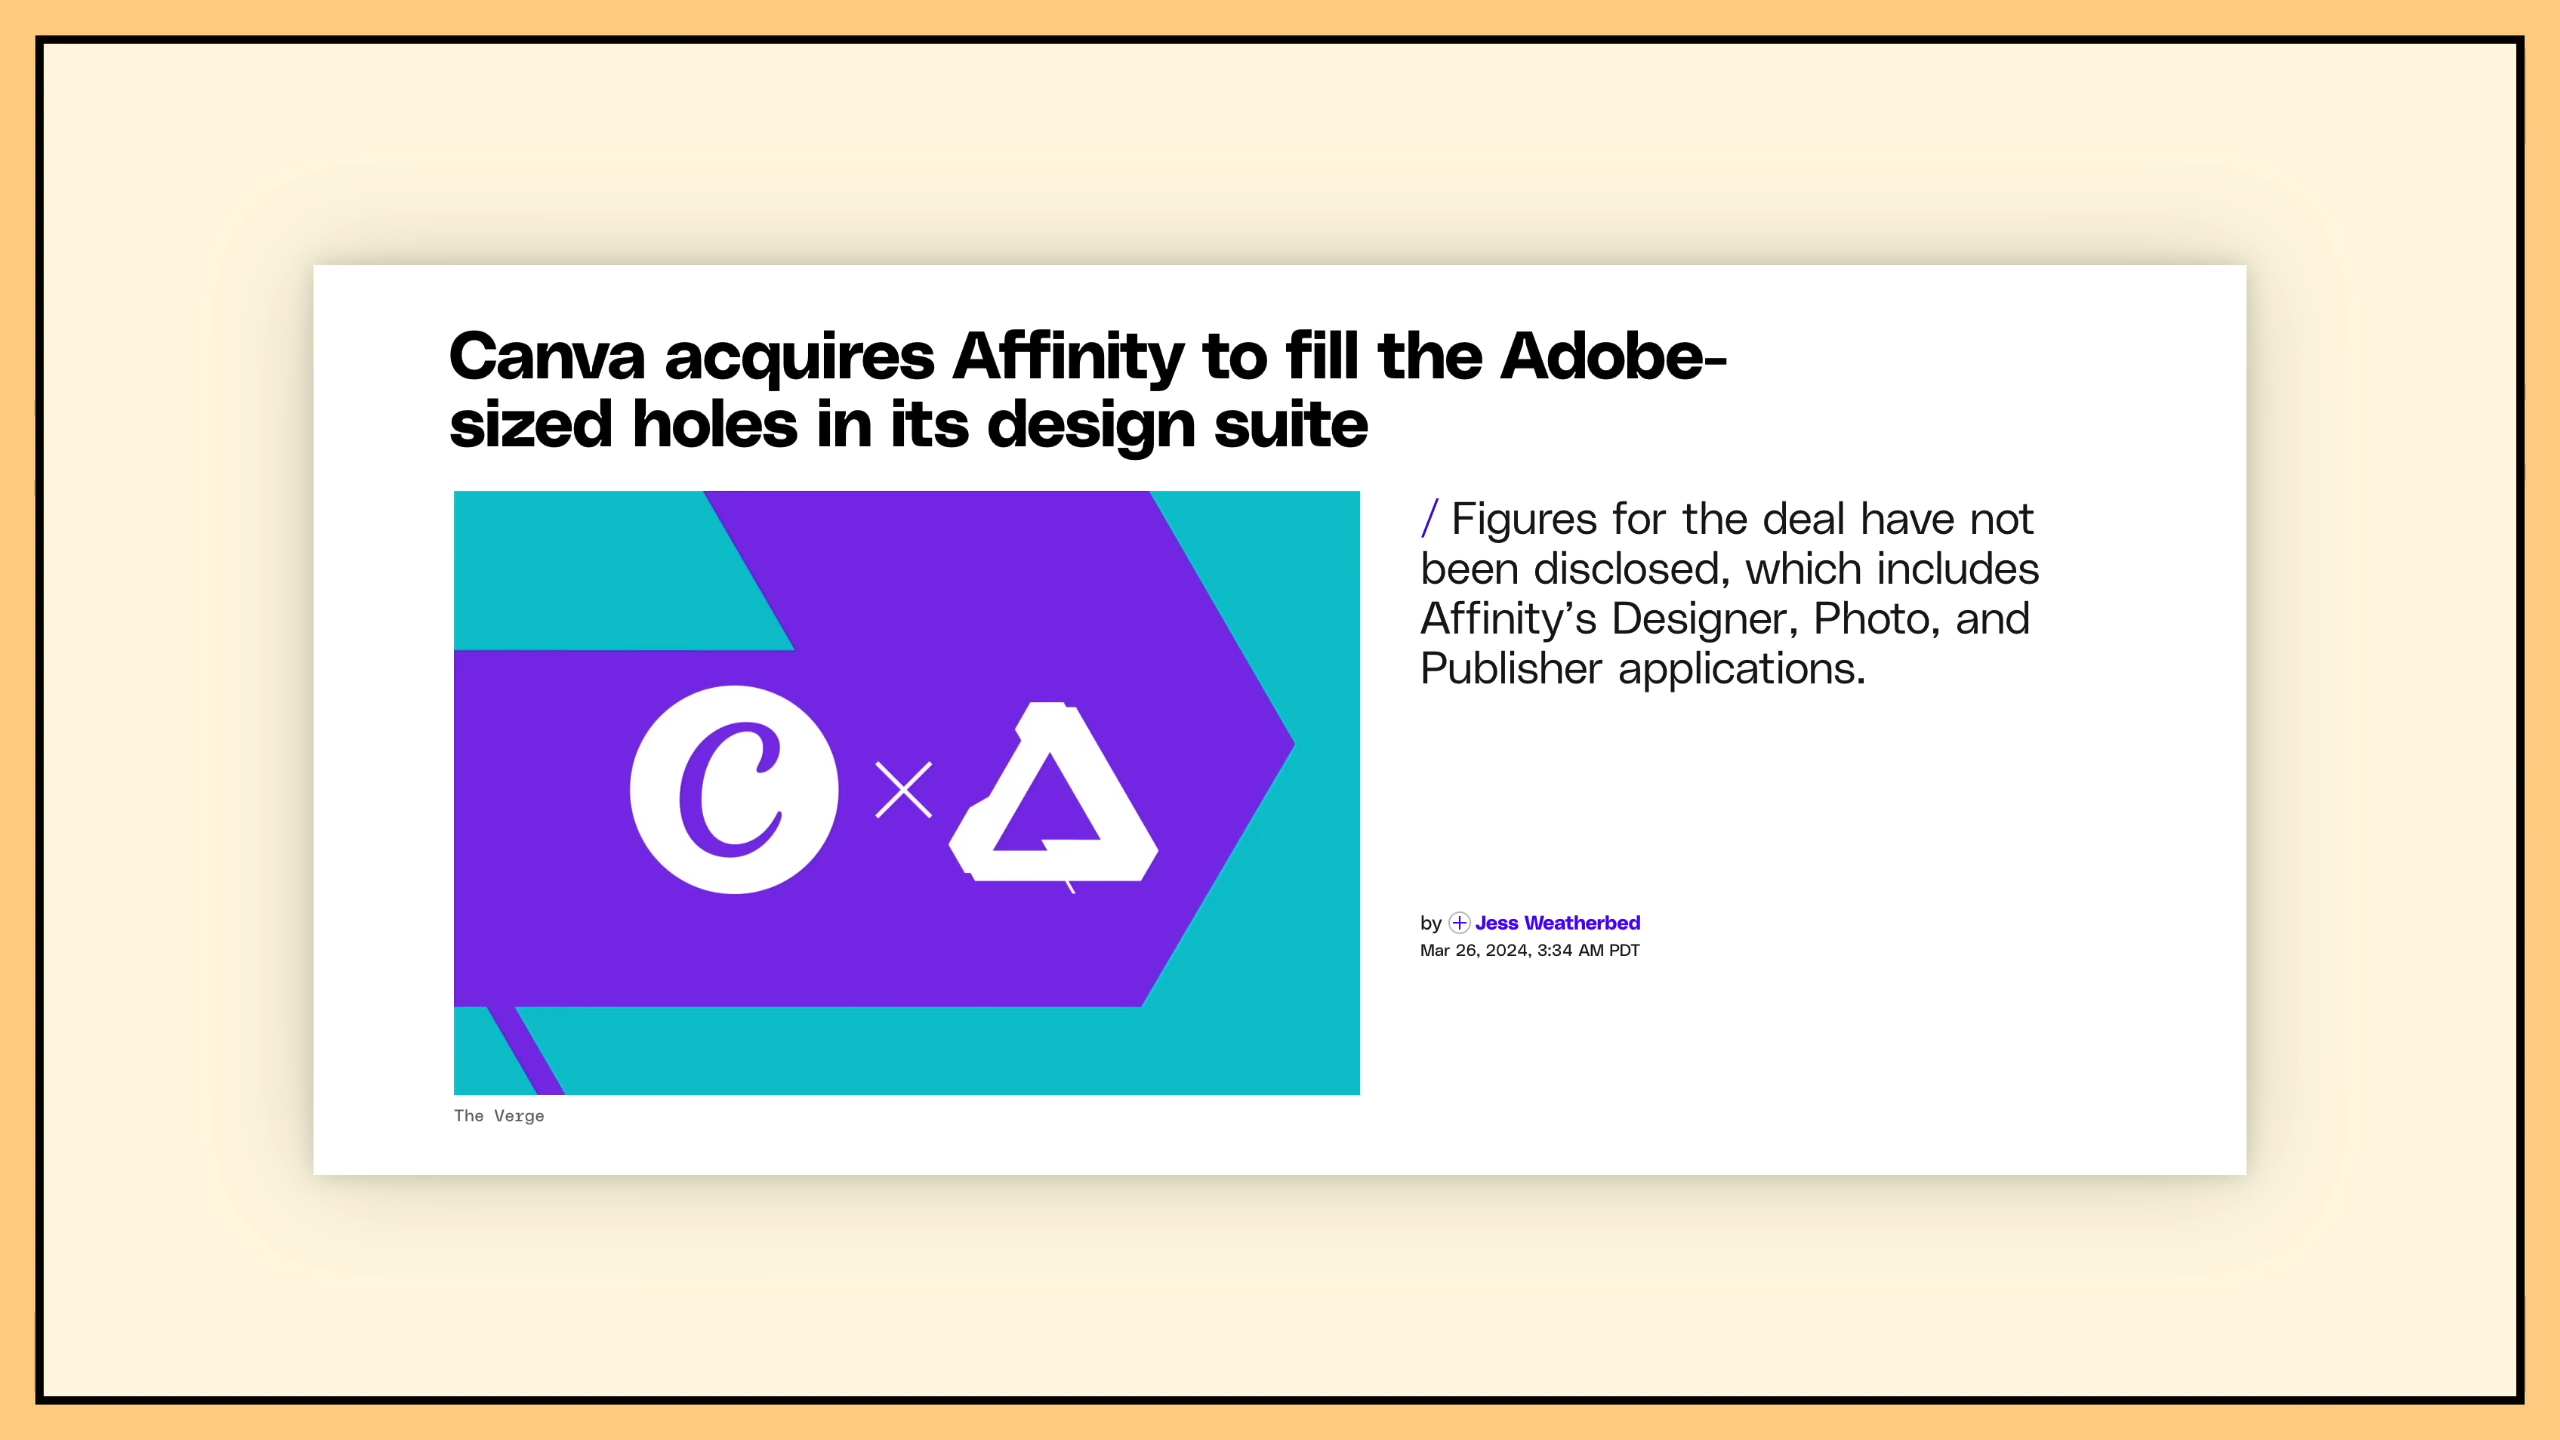 Canva acquires Affinity to fill the Adobe-
sized holes in its design suite
/ Figures for the deal have not
been disclosed, which includes
Affinity’s Designer, Photo, and
Publisher applications.
C ×
by Jess Weatherbed
Mar 26, 2024, 3:34 AM PDT
The Verge